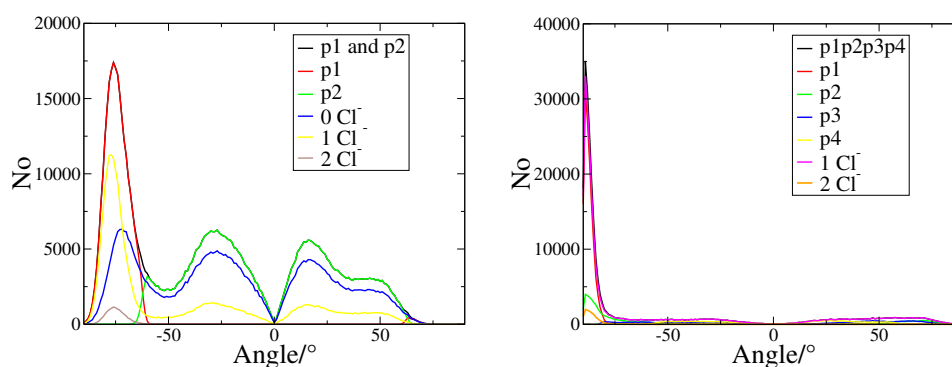 20000
15000
10000
5000
0
No
-50
0
50
Angle/°
p1 and p2
p1
p2
0 Cl⁻
1 Cl⁻
2 Cl⁻
40000
30000
20000
10000
0
No
-50
0
50
Angle/°
p1p2p3p4
p1
p2
p3
p4
1 Cl⁻
2 Cl⁻